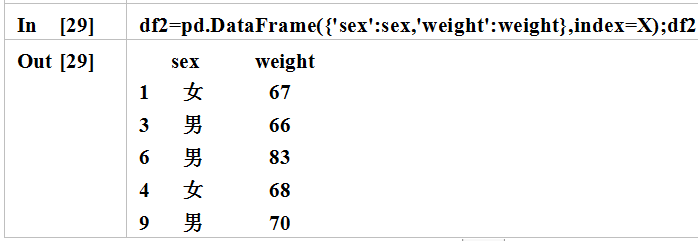 In [29] df2=pd.DataFrame({'sex':sex,'weight':weight},index=X);df2
Out [29] sex weight
1 女 67
3 男 66
6 男 83
4 女 68
9 男 70